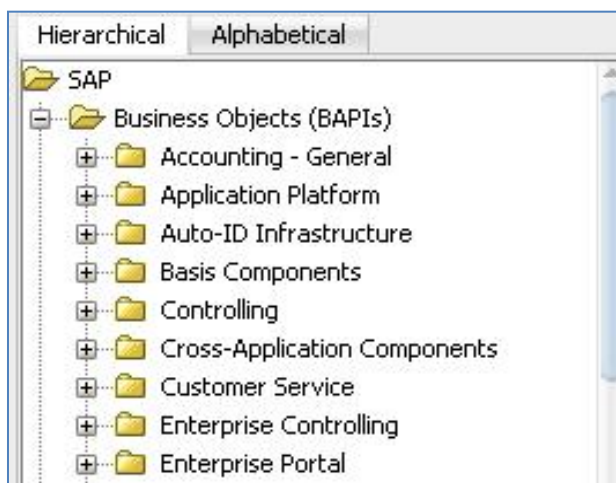 Hierarchical Alphabetical
SAP
Business Objects (BAPIs)
Accounting - General
Application Platform
Auto-ID Infrastructure
Basis Components
Controlling
Cross-Application Components
Customer Service
Enterprise Controlling
Enterprise Portal